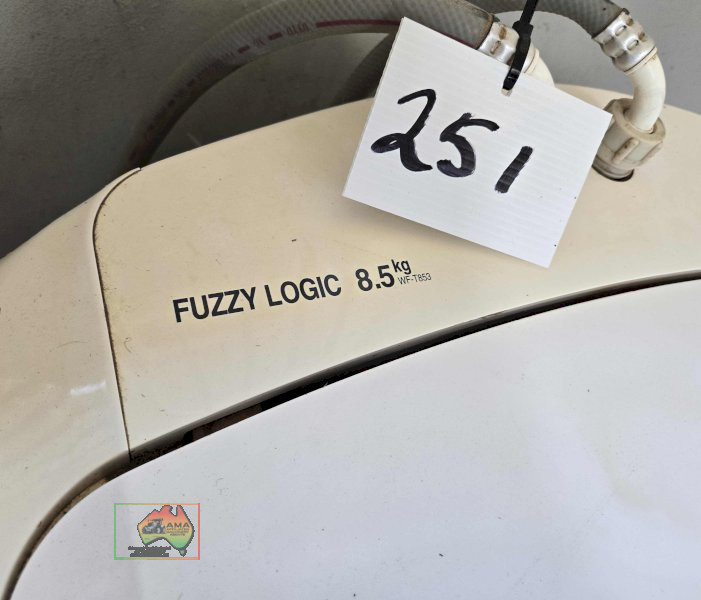 251
FUZZY LOGIC 8.5kg
WF-T853
AMA